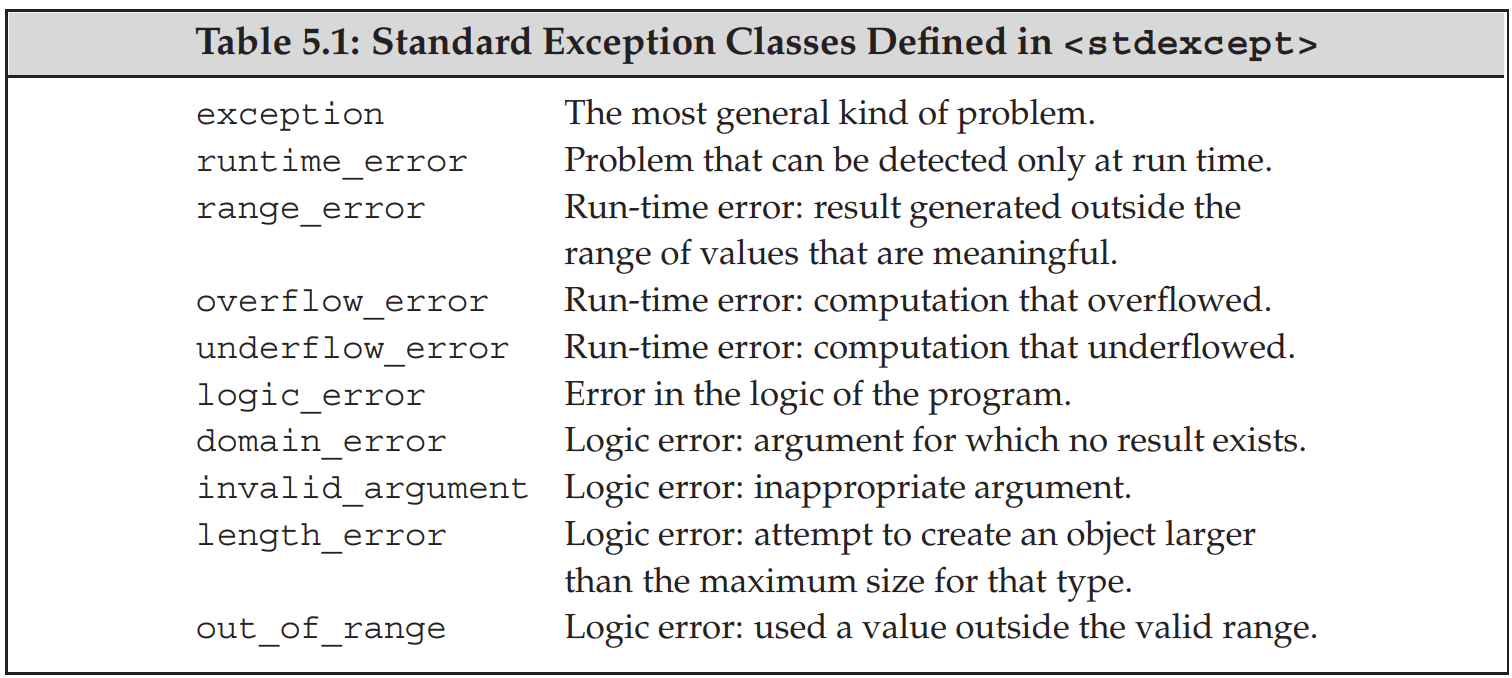 Table 5.1: Standard Exception Classes Defined in <stdexcept>
exception The most general kind of problem.
runtime_error Problem that can be detected only at run time.
range_error Run-time error: result generated outside the
range of values that are meaningful.
overflow_error Run-time error: computation that overflowed.
underflow_error Run-time error: computation that underflowed.
logic_error Error in the logic of the program.
domain_error Logic error: argument for which no result exists.
invalid_argument Logic error: inappropriate argument.
length_error Logic error: attempt to create an object larger
than the maximum size for that type.
out_of_range Logic error: used a value outside the valid range.